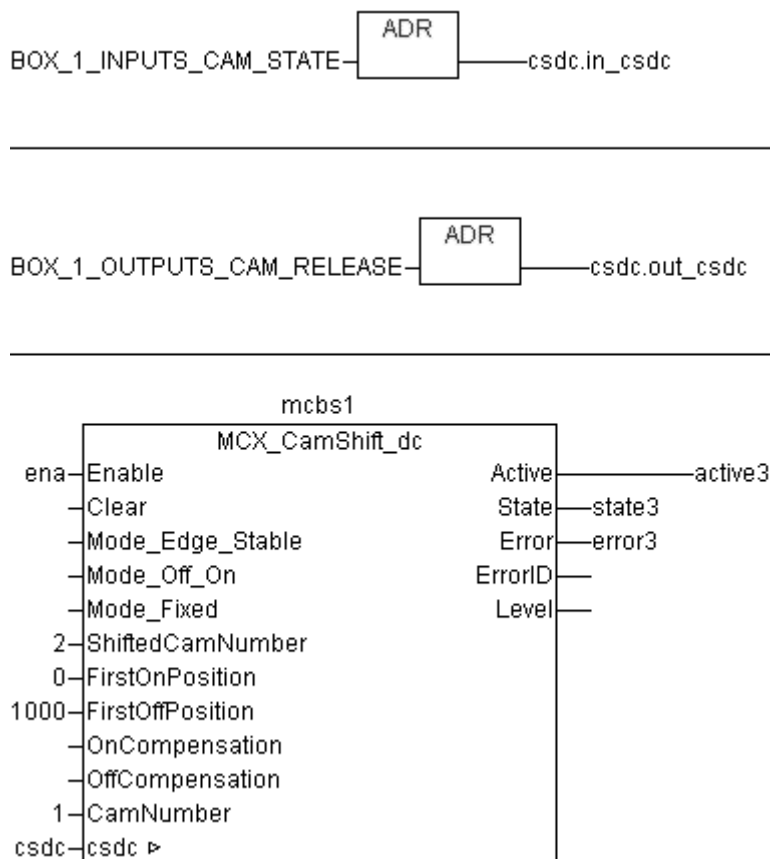 ADR
BOX_1_INPUTS_CAM_STATE csdc.in_csdc
ADR
BOX_1_OUTPUTS_CAM_RELEASE csdc.out_csdc
mcbs1
MCX_CamShift_dc
ena Enable Active active3
Clear State state3
Mode_Edge_Stable Error error3
Mode_Off_On ErrorID
Mode_Fixed Level
2 ShiftedCamNumber
0 FirstOnPosition
1000 FirstOffPosition
OnCompensation
OffCompensation
1 CamNumber
csdc csdc